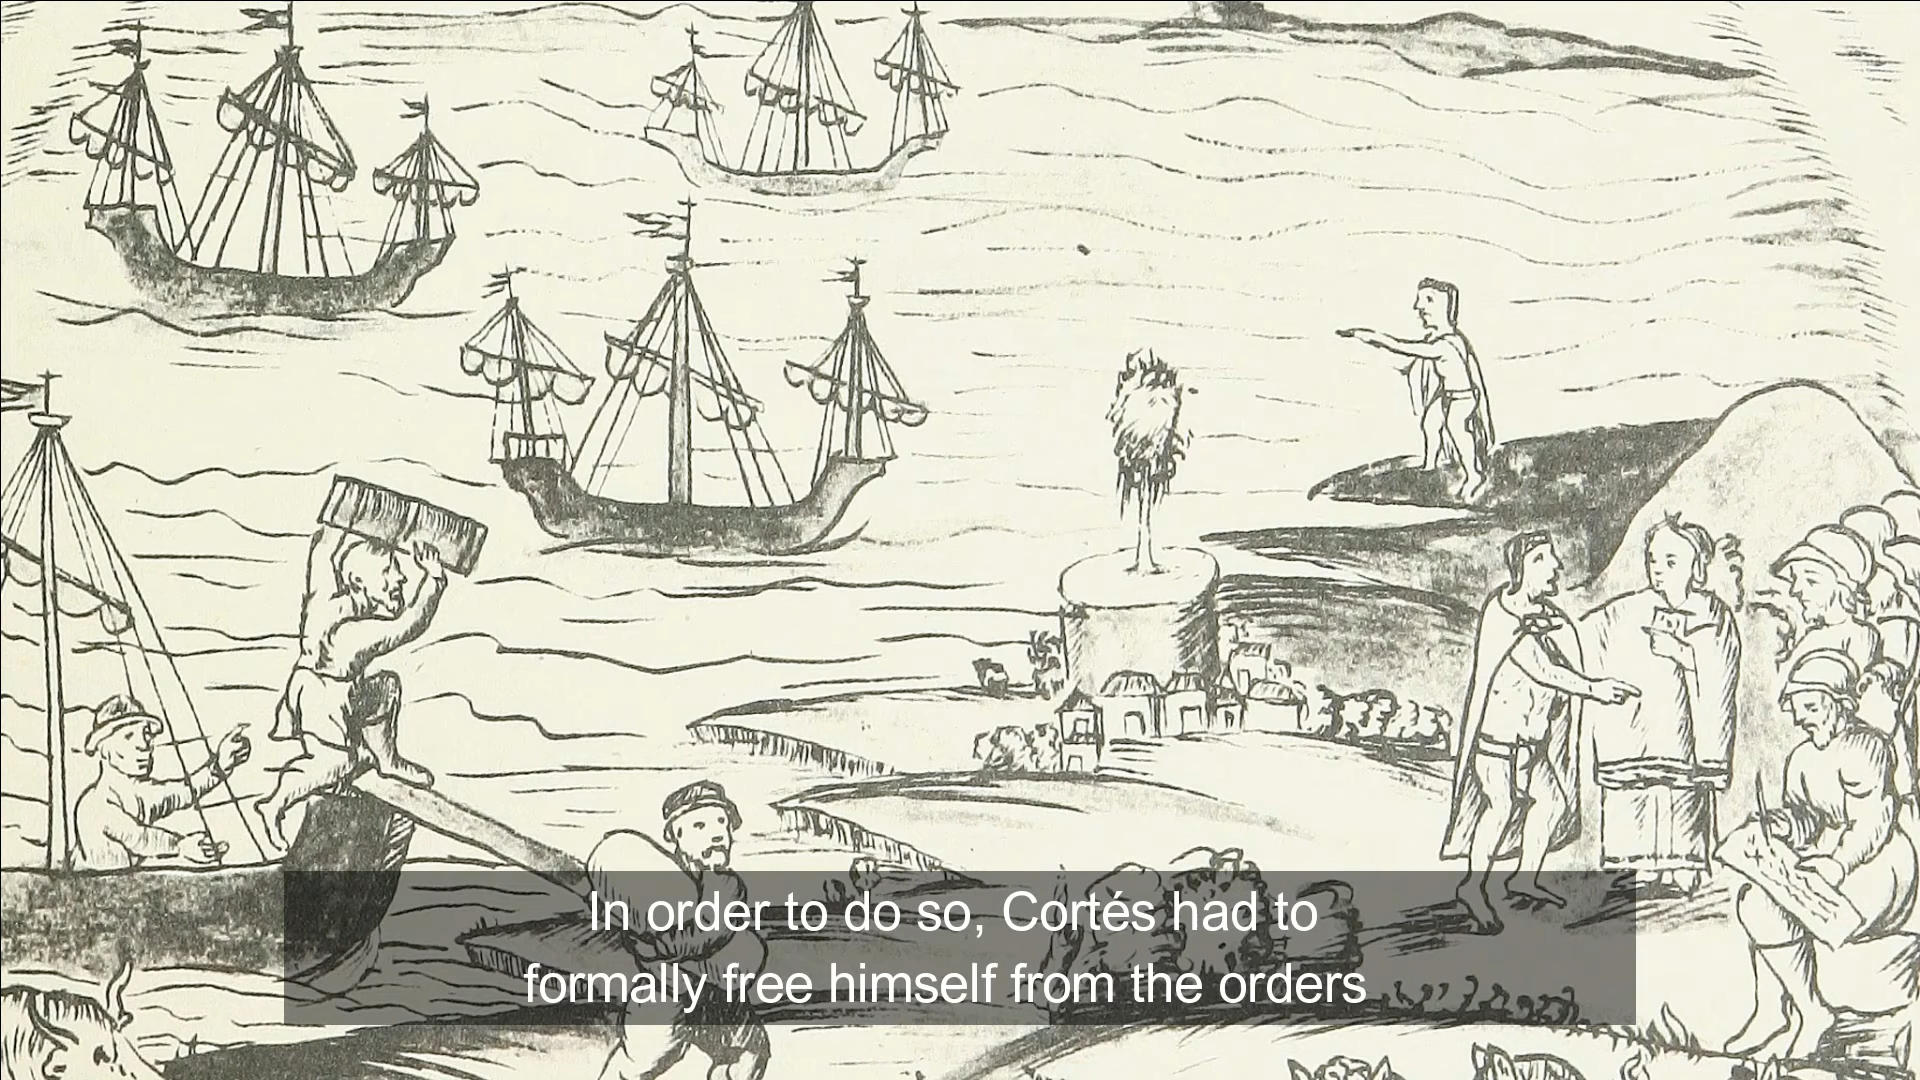 In order to do so, Cortés had to
formally free himself from the orders